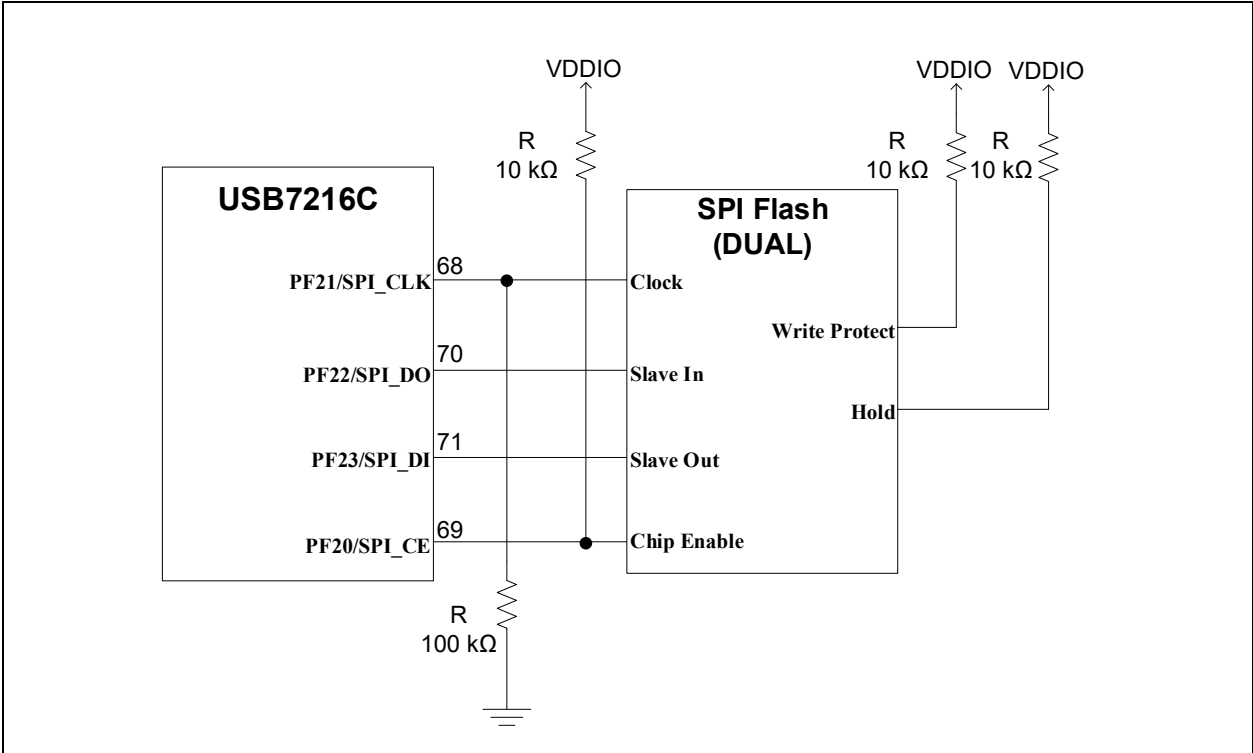 VDDIO
VDDIO VDDIO
R
10 kΩ
R
10 kΩ
R
10 kΩ
USB7216C
SPI Flash
(DUAL)
PF21/SPI_CLK
68
Clock
Write Protect
PF22/SPI_DO
70
Slave In
Hold
PF23/SPI_DI
71
Slave Out
PF20/SPI_CE
69
Chip Enable
R
100 kΩ